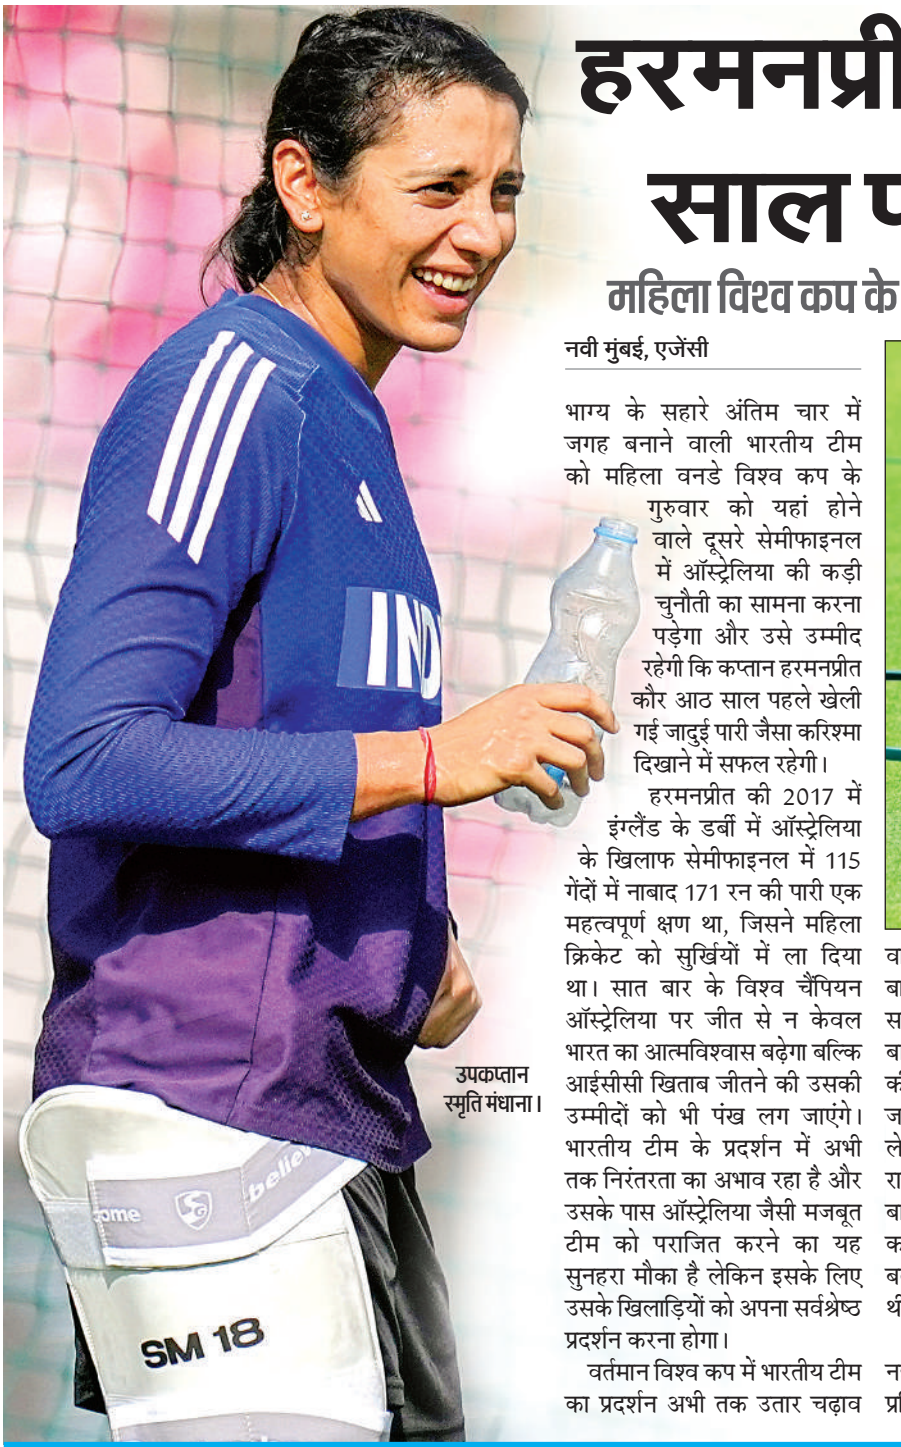 हरमनप्री
साल प
महिला विश्व कप के
नवी मुंबई, एजेंसी
भाग्य के सहारे अंतिम चार में
जगह बनाने वाली भारतीय टीम
को महिला वनडे विश्व कप के
गुरुवार को यहां होने
वाले दूसरे सेमीफाइनल
में ऑस्ट्रेलिया की कड़ी
चुनौती का सामना करना
पड़ेगा और उसे उम्मीद
रहेगी कि कप्तान हरमनप्रीत
कौर आठ साल पहले खेली
गई जादुई पारी जैसा करिश्मा
दिखाने में सफल रहेगी।
हरमनप्रीत की 2017 में
इंग्लैंड के डर्बी में ऑस्ट्रेलिया
के खिलाफ सेमीफाइनल में 115
गेंदों में नाबाद 171 रन की पारी एक
महत्वपूर्ण क्षण था, जिसने महिला
क्रिकेट को सुर्खियों में ला दिया
था। सात बार के विश्व चैंपियन
ऑस्ट्रेलिया पर जीत से न केवल
भारत का आत्मविश्वास बढ़ेगा बल्कि
आईसीसी खिताब जीतने की उसकी
उम्मीदों को भी पंख लग जाएंगे।
भारतीय टीम के प्रदर्शन में अभी
तक निरंतरता का अभाव रहा है और
उसके पास ऑस्ट्रेलिया जैसी मजबूत
टीम को पराजित करने का यह
सुनहरा मौका है लेकिन इसके लिए
उसके खिलाड़ियों को अपना सर्वश्रेष्ठ
प्रदर्शन करना होगा।
वर्तमान विश्व कप में भारतीय टीम
का प्रदर्शन अभी तक उतार चढ़ाव
उपकप्तान
स्मृति मंधाना।
IND
believ
ome
SG
SM 18
वा
बा
स
ब
की
ज
ले
रा
बा
क
ब
थी